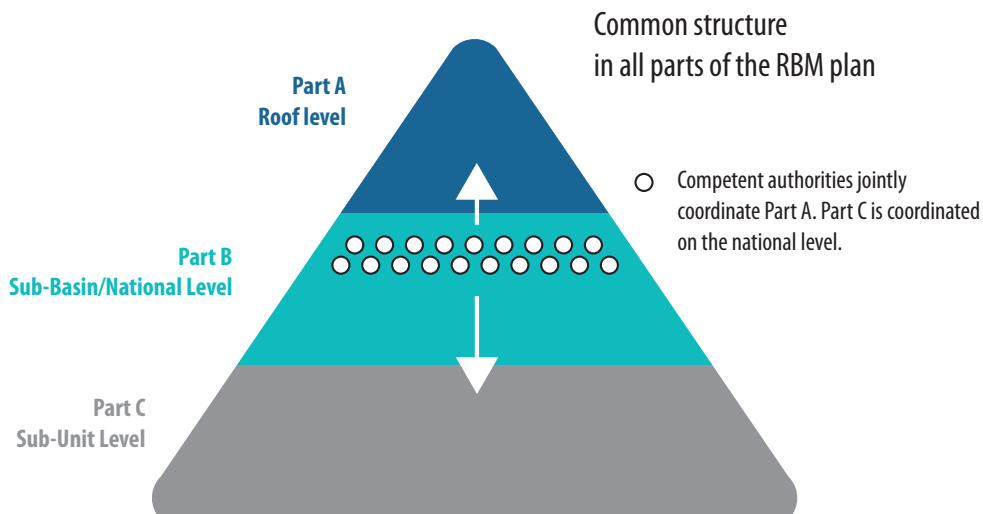 Common structure
in all parts of the RBM plan
Part A
Roof level
Competent authorities jointly
coordinate Part A. Part C is coordinated
on the national level.
Part B
Sub-Basin/National Level
Part C
Sub-Unit Level